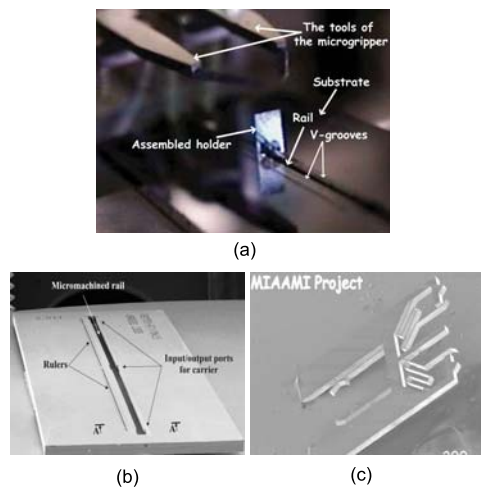 The tools of
the microgripper
Substrate
Rail
V-grooves
Assembled holder
(a)
Micromachined rail
Rulers
Input/output ports
for carrier
A
A
(b)
MIAAMI Project
(c)